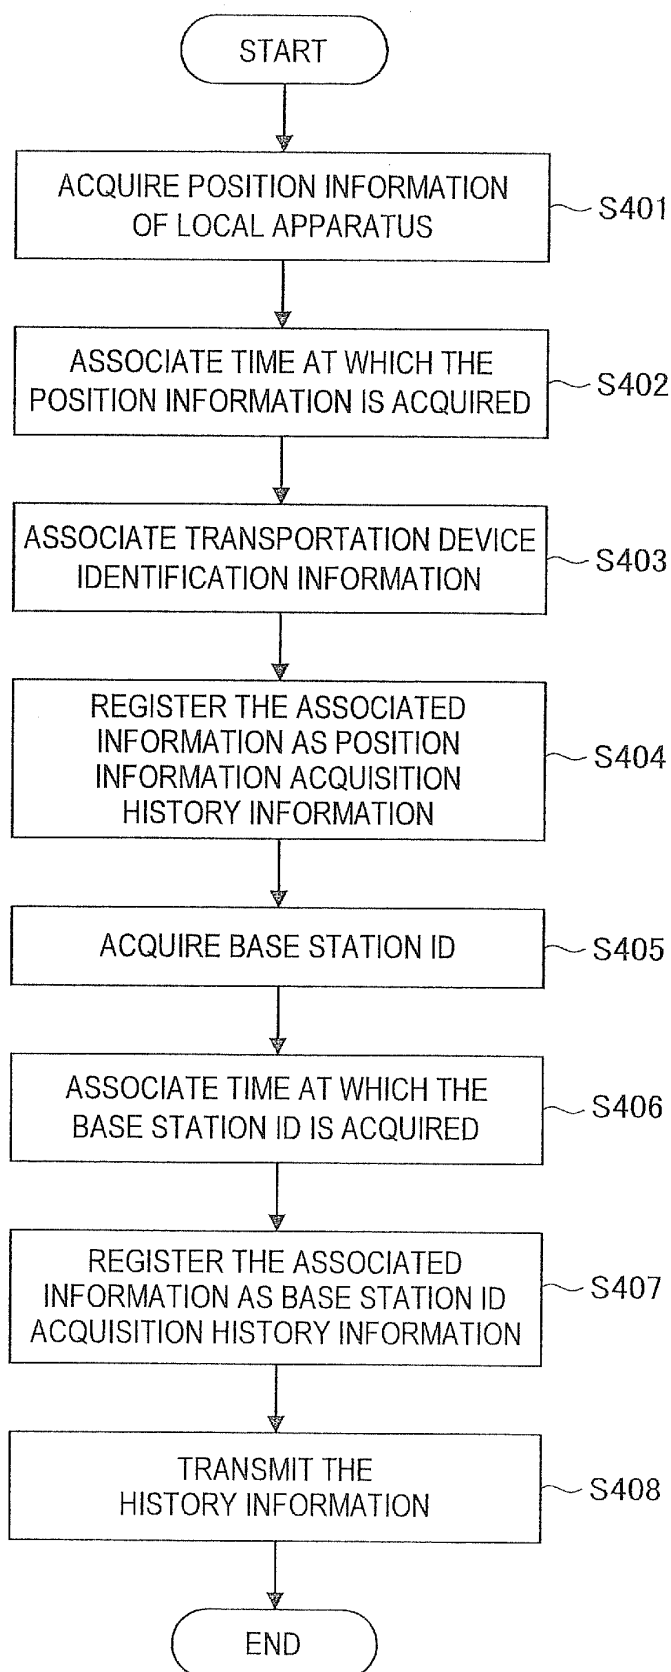 START
ACQUIRE POSITION INFORMATION
OF LOCAL APPARATUS
S401
ASSOCIATE TIME AT WHICH THE
POSITION INFORMATION IS ACQUIRED
S402
ASSOCIATE TRANSPORTATION DEVICE
IDENTIFICATION INFORMATION
S403
REGISTER THE ASSOCIATED
INFORMATION AS POSITION
INFORMATION ACQUISITION
HISTORY INFORMATION
S404
ACQUIRE BASE STATION ID
S405
ASSOCIATE TIME AT WHICH THE
BASE STATION ID IS ACQUIRED
S406
REGISTER THE ASSOCIATED
INFORMATION AS BASE STATION ID
ACQUISITION HISTORY INFORMATION
S407
TRANSMIT THE
HISTORY INFORMATION
S408
END